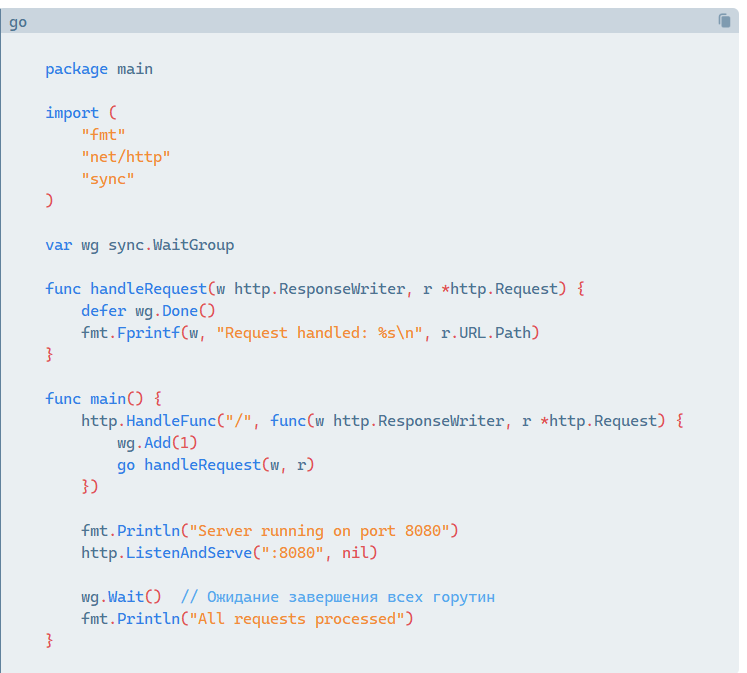 go
package main
import (
"fmt"
"net/http"
"sync"
)
var wg sync.WaitGroup
func handleRequest(w http.ResponseWriter, r *http.Request) {
defer wg.Done()
fmt.Fprintf(w, "Request handled: %s\n", r.URL.Path)
}
func main() {
http.HandleFunc("/", func(w http.ResponseWriter, r *http.Request) {
wg.Add(1)
go handleRequest(w, r)
})
fmt.Println("Server running on port 8080")
http.ListenAndServe(":8080", nil)
wg.Wait()  // Ожидание завершения всех горутин
fmt.Println("All requests processed")
}